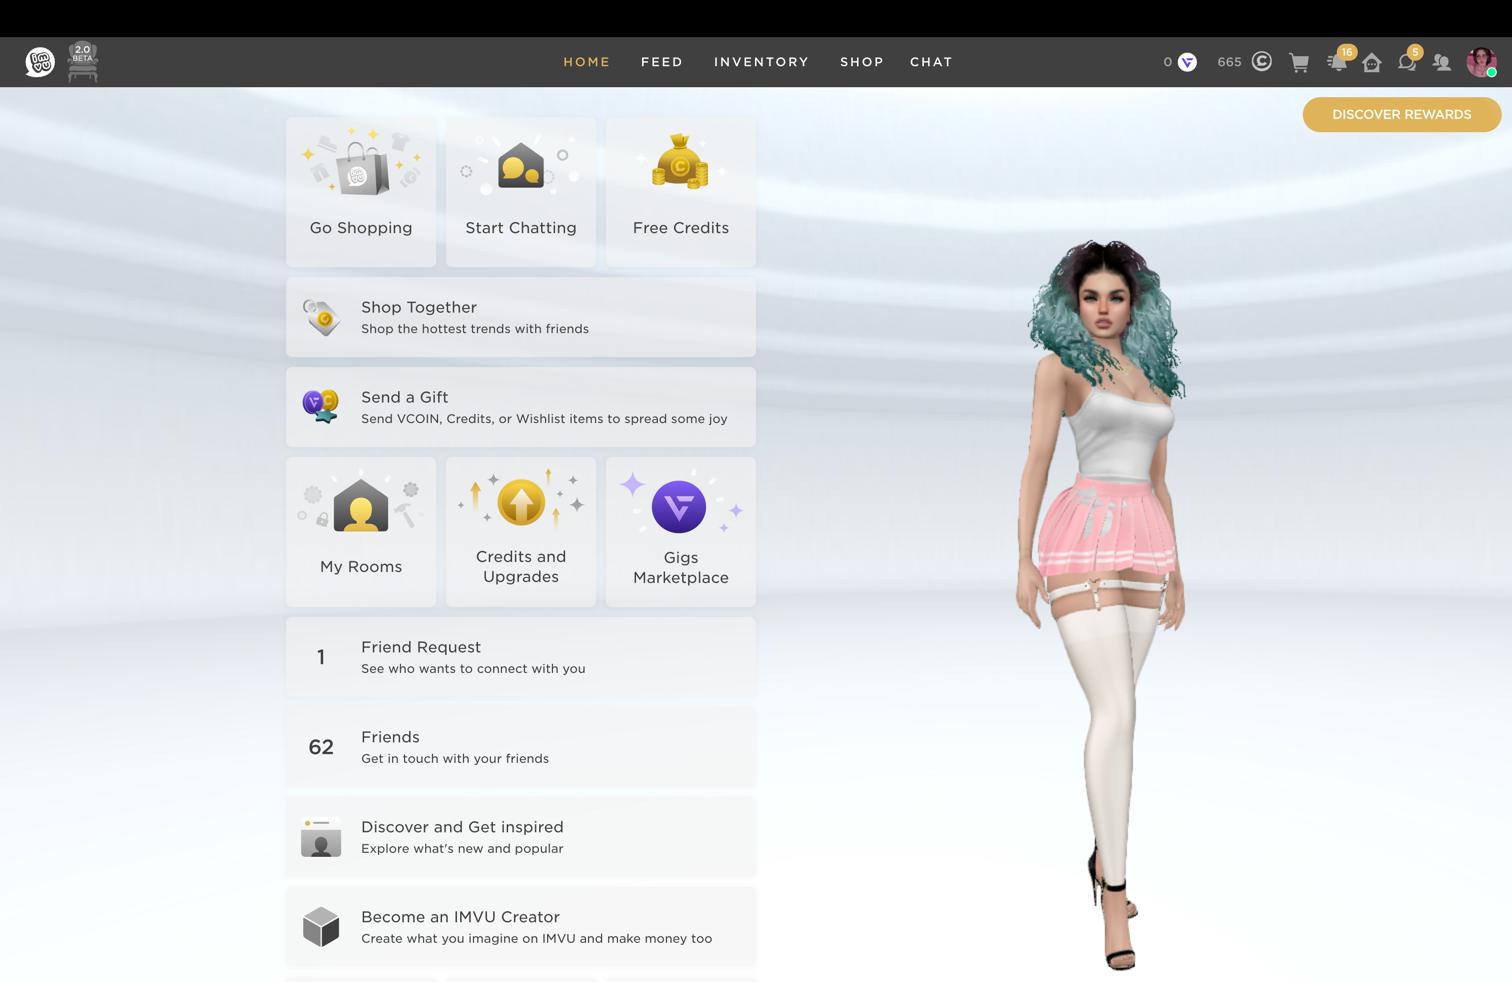 2.0
BETA
HOME
FEED
INVENTORY
SHOP
CHAT
0
665
16
5
DISCOVER REWARDS
Go Shopping
Start Chatting
Free Credits
Shop Together
Shop the hottest trends with friends
Send a Gift
Send VCOIN, Credits, or Wishlist items to spread some joy
My Rooms
Credits and
Upgrades
Gigs
Marketplace
1
Friend Request
See who wants to connect with you
62
Friends
Get in touch with your friends
Discover and Get inspired
Explore what's new and popular
Become an IMVU Creator
Create what you imagine on IMVU and make money too